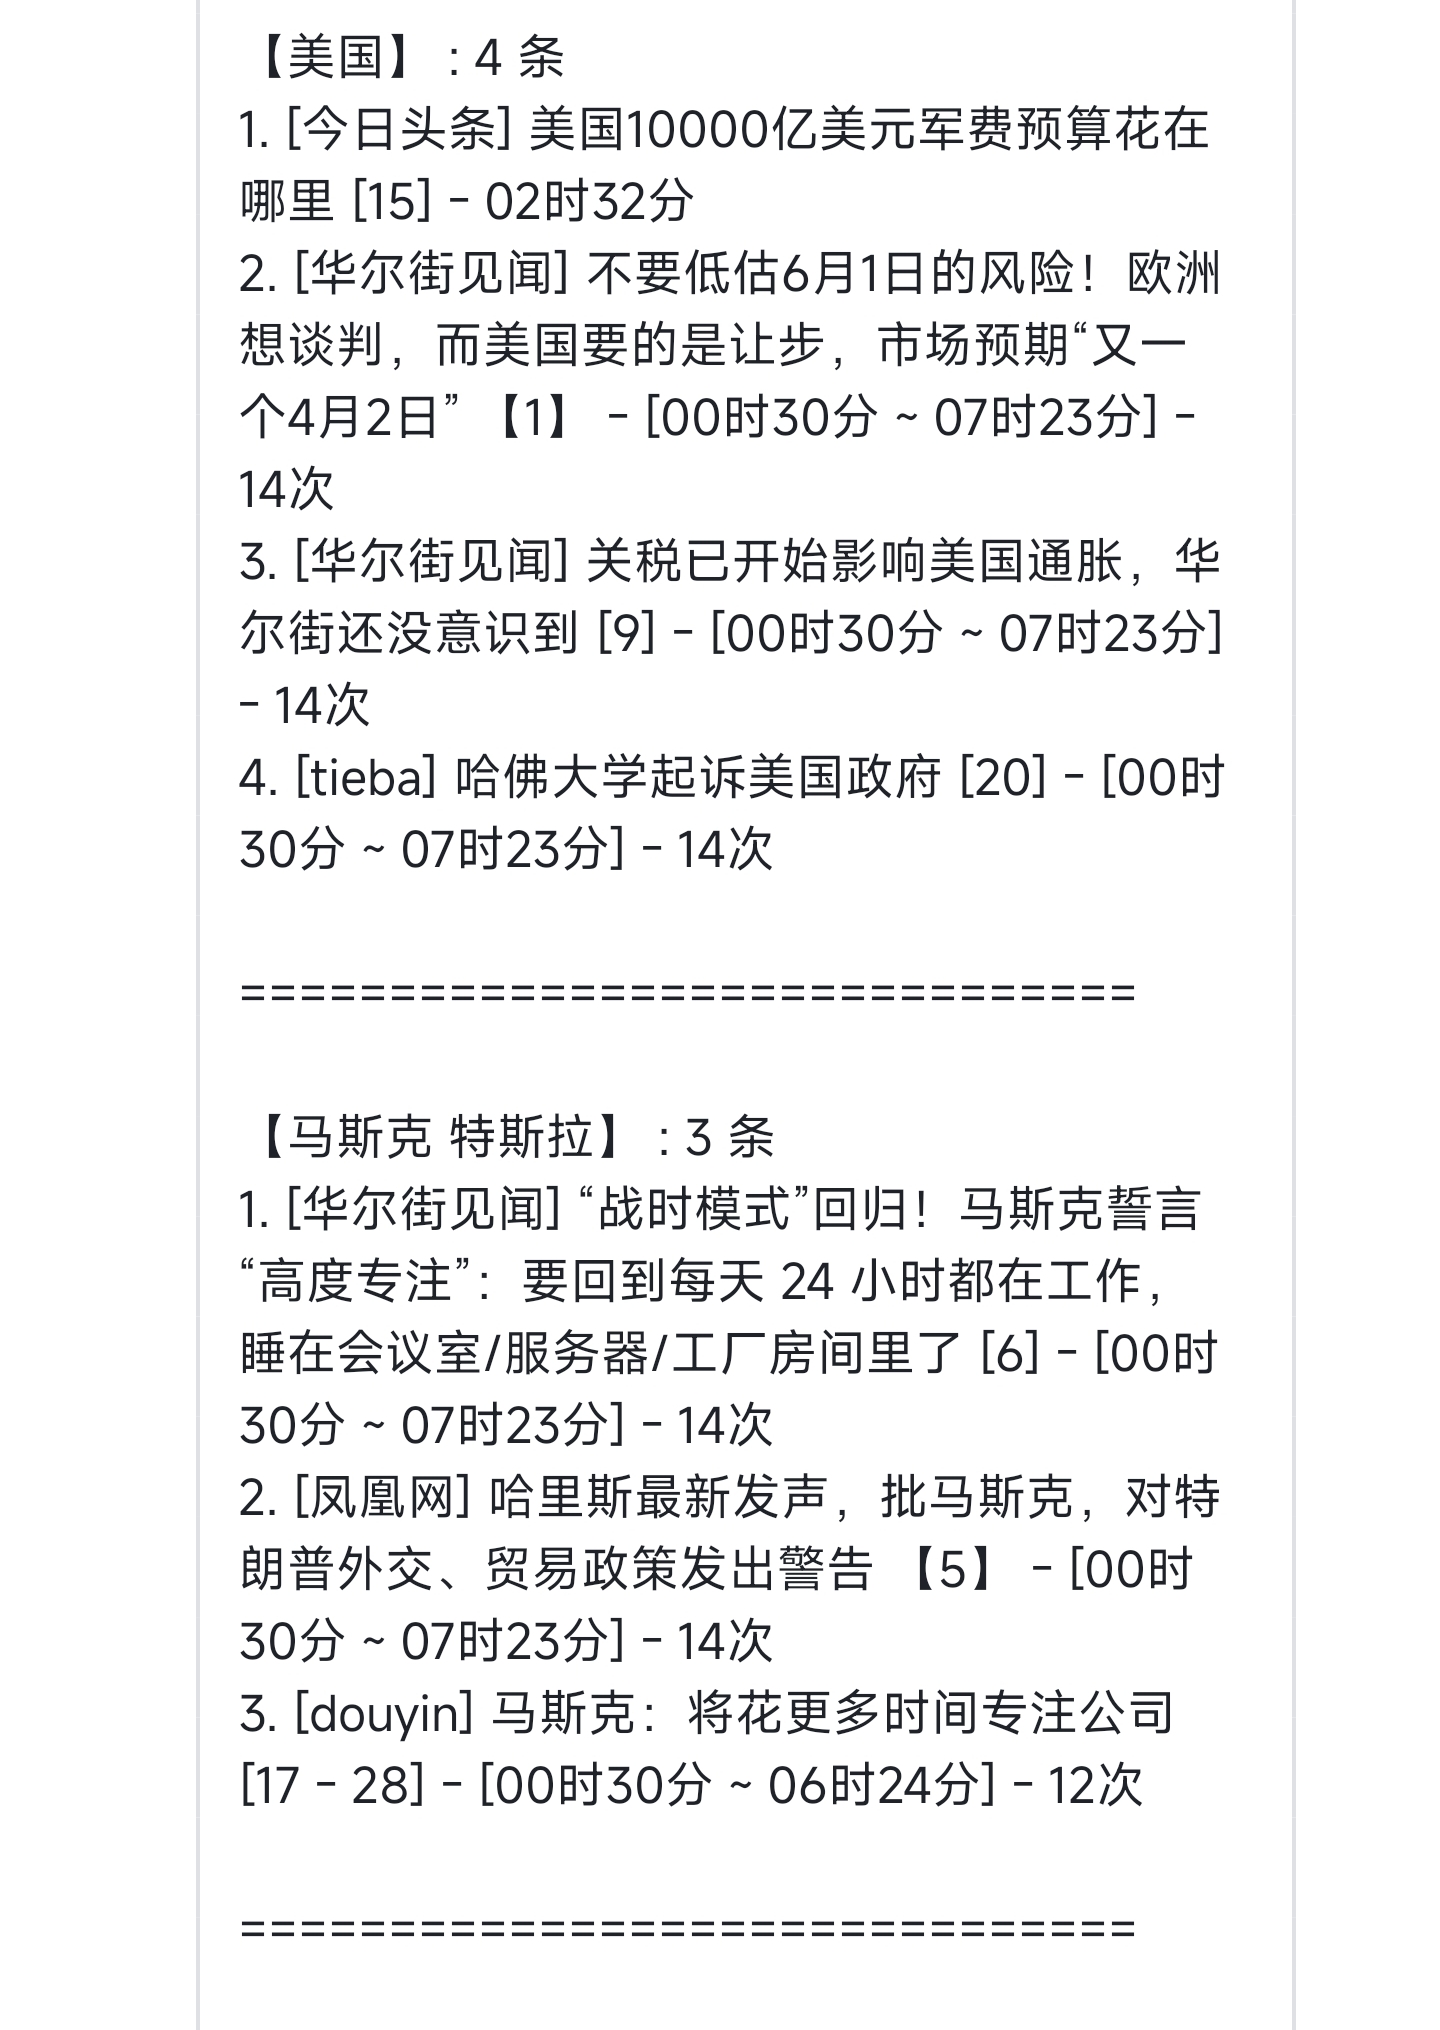 【美国】 : 4 条
1. [今日头条] 美国10000亿美元军费预算花在
哪里 [15] - 02时32分
2. [华尔街见闻] 不要低估6月1日的风险！欧洲
想谈判，而美国要的是让步，市场预期“又一
个4月2日” 【1】 - [00时30分 ~ 07时23分] -
14次
3. [华尔街见闻] 关税已开始影响美国通胀，华
尔街还没意识到 [9] - [00时30分 ~ 07时23分]
- 14次
4. [tieba] 哈佛大学起诉美国政府 [20] - [00时
30分 ~ 07时23分] - 14次
==============================
【马斯克 特斯拉】 : 3 条
1. [华尔街见闻] “战时模式”回归！马斯克誓言
“高度专注”：要回到每天 24 小时都在工作，
睡在会议室/服务器/工厂房间里了 [6] - [00时
30分 ~ 07时23分] - 14次
2. [凤凰网] 哈里斯最新发声，批马斯克，对特
朗普外交、贸易政策发出警告 【5】 - [00时
30分 ~ 07时23分] - 14次
3. [douyin] 马斯克：将花更多时间专注公司
[17 - 28] - [00时30分 ~ 06时24分] - 12次
==============================